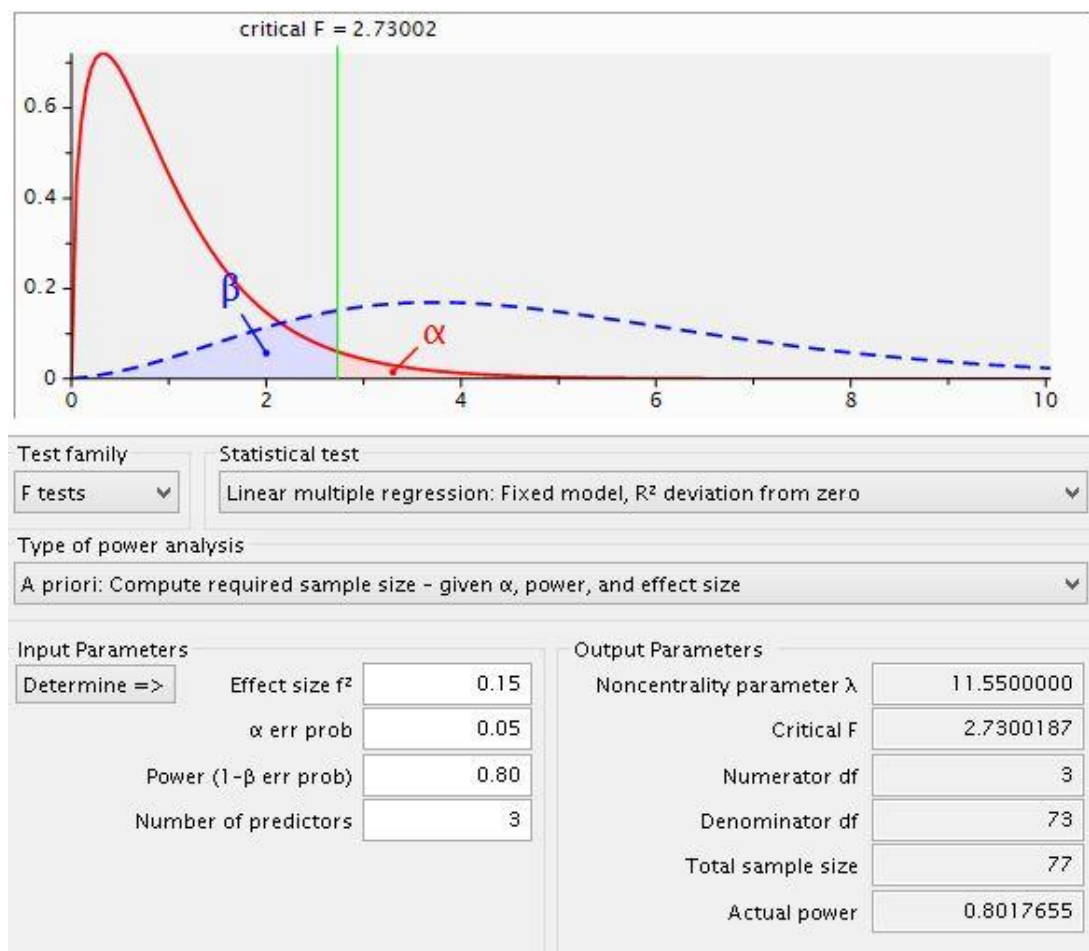 critical F = 2.73002
0.6
0.4
0.2
0
β
α
0 2 4 6 8 10
Test family
Statistical test
F tests
Linear multiple regression: Fixed model, R² deviation from zero
Type of power analysis
A priori: Compute required sample size - given α, power, and effect size
Input Parameters
Output Parameters
Determine => Effect size f² 0.15
Noncentrality parameter λ 11.5500000
α err prob 0.05
Critical F 2.7300187
Power (1-β err prob) 0.80
Numerator df 3
Number of predictors 3
Denominator df 73
Total sample size 77
Actual power 0.8017655